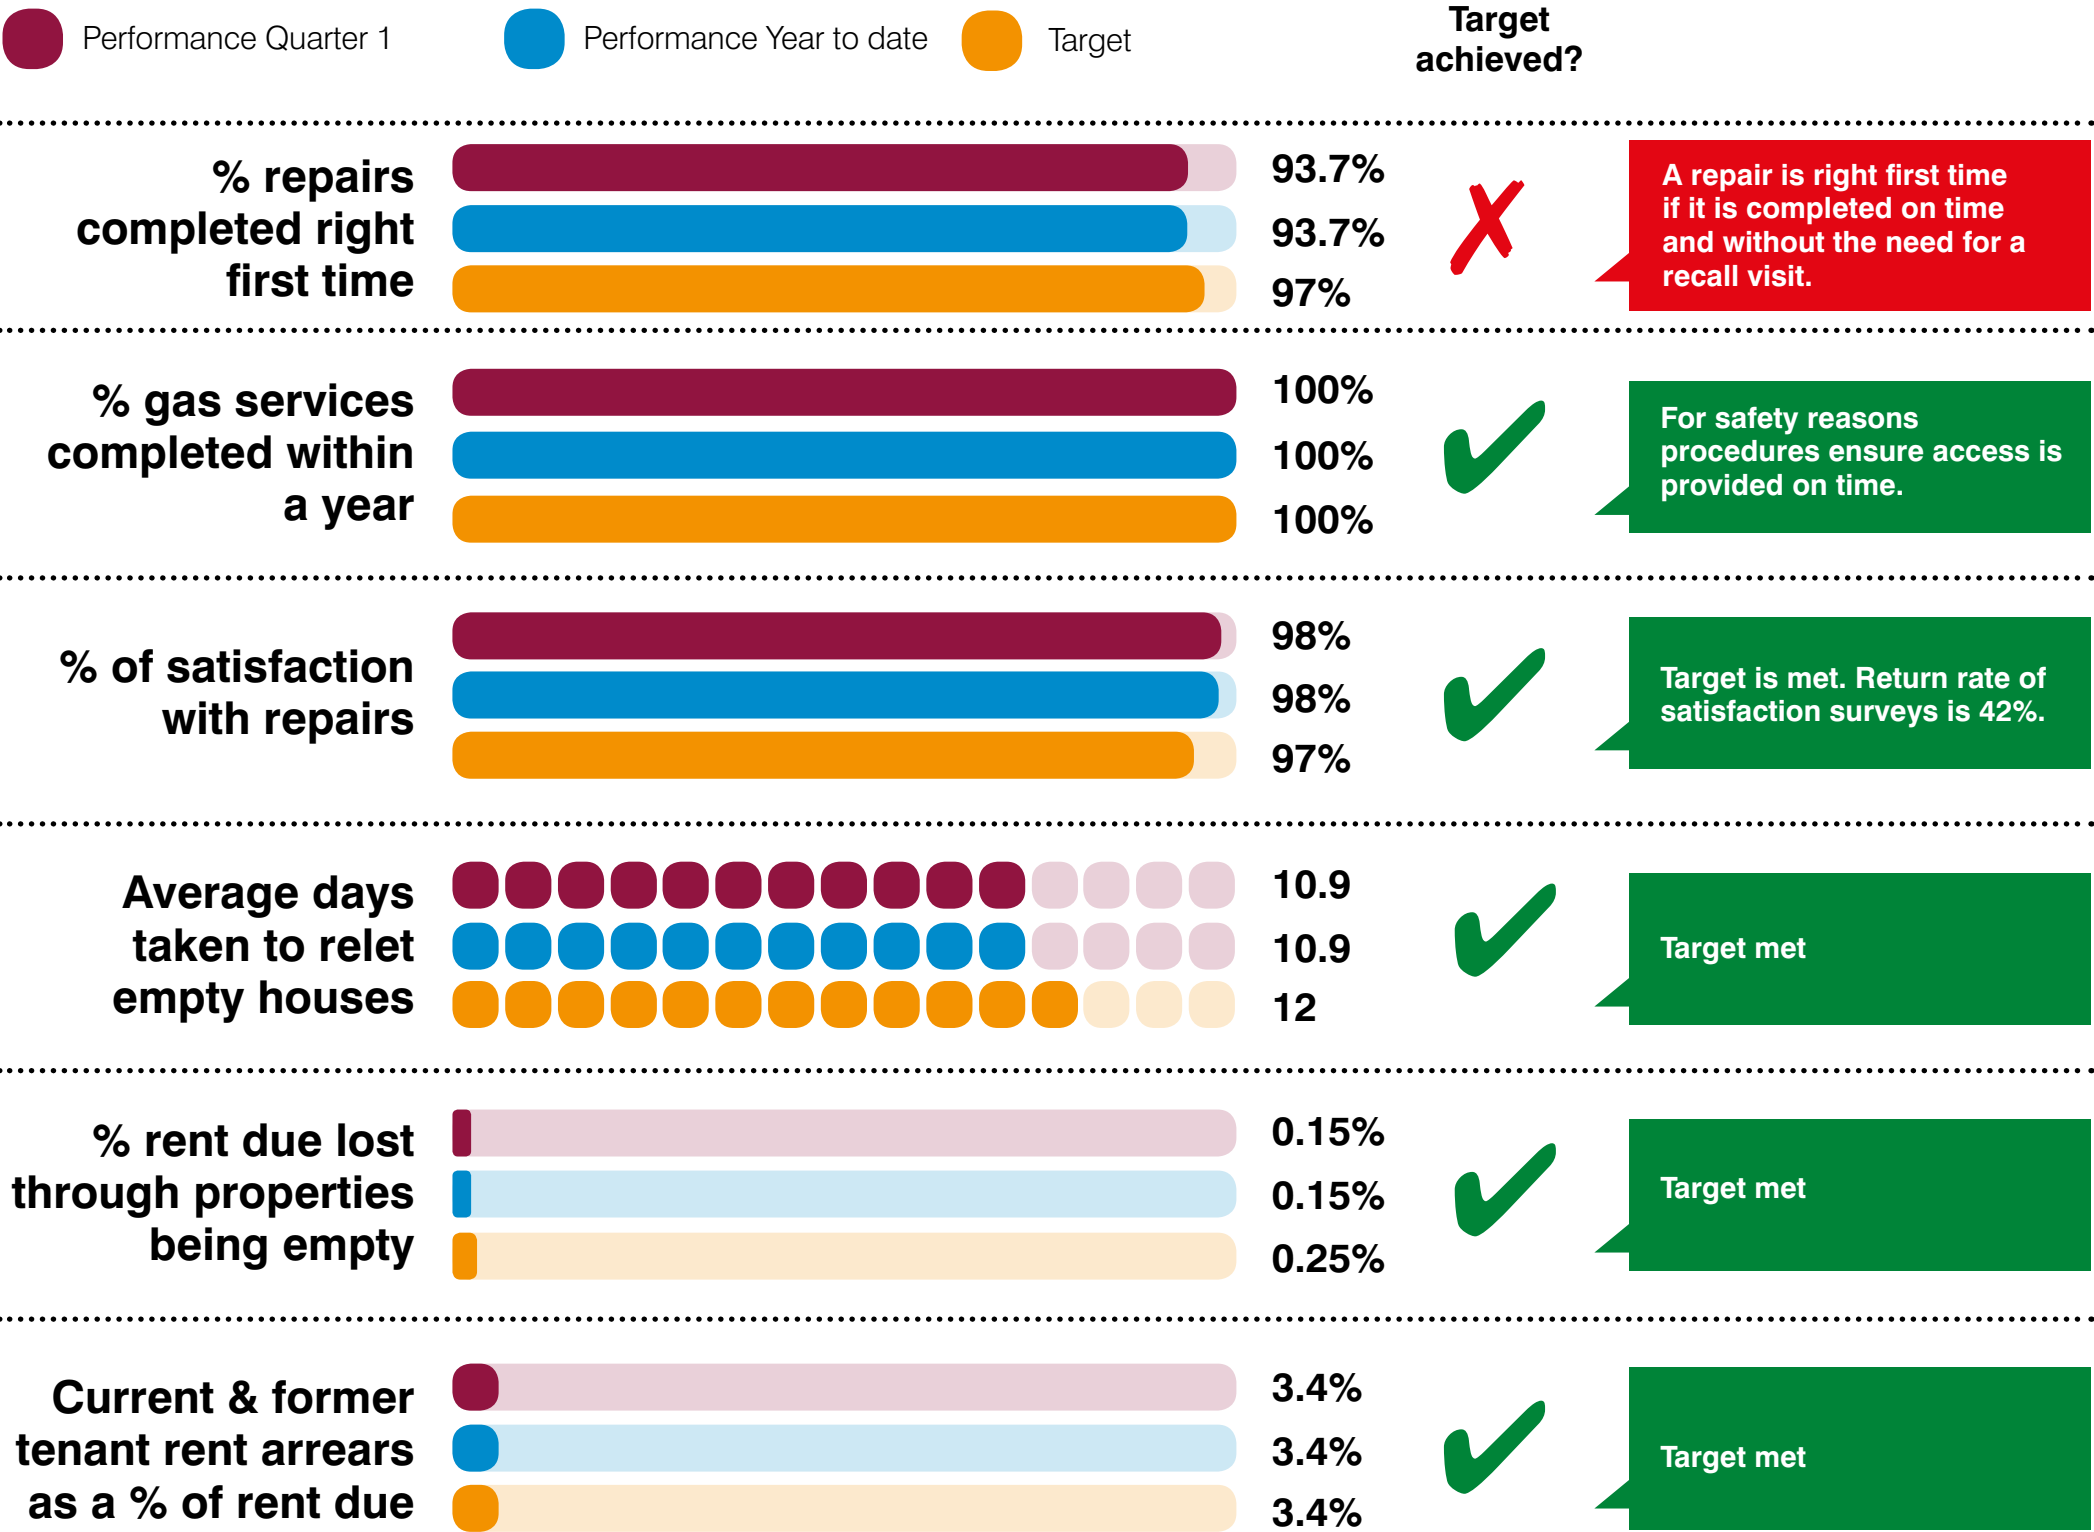 Performance Quarter 1
Performance Year to date
Target
Target
achieved?
% repairs
completed right
first time
93.7%
93.7%
97%
A repair is right first time
if it is completed on time
and without the need for a
recall visit.
% gas services
completed within
a year
100%
100%
100%
For safety reasons
procedures ensure access is
provided on time.
% of satisfaction
with repairs
98%
98%
97%
Target is met. Return rate of
satisfaction surveys is 42%.
Average days
taken to relet
empty houses
10.9
10.9
12
Target met
% rent due lost
through properties
being empty
0.15%
0.15%
0.25%
Target met
Current & former
tenant rent arrears
as a % of rent due
3.4%
3.4%
3.4%
Target met